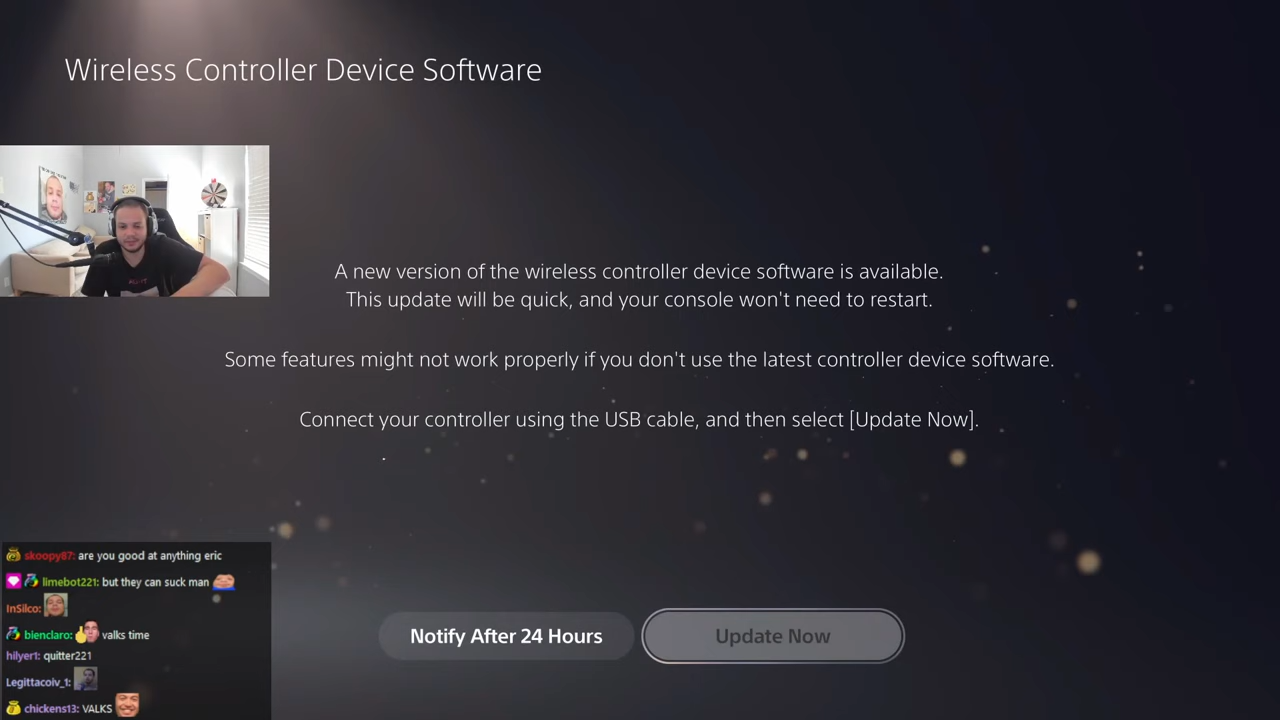 Wireless Controller Device Software
A new version of the wireless controller device software is available.
This update will be quick, and your console won't need to restart.
Some features might not work properly if you don't use the latest controller device software.
Connect your controller using the USB cable, and then select [Update Now].
skoopy87: are you good at anything eric
limebot221: but they can suck man
InSilco:
bienclaro: valks time
hilyer1: quitter221
Legittacoiv_1:
chickens13: VALKS
Notify After 24 Hours
Update Now